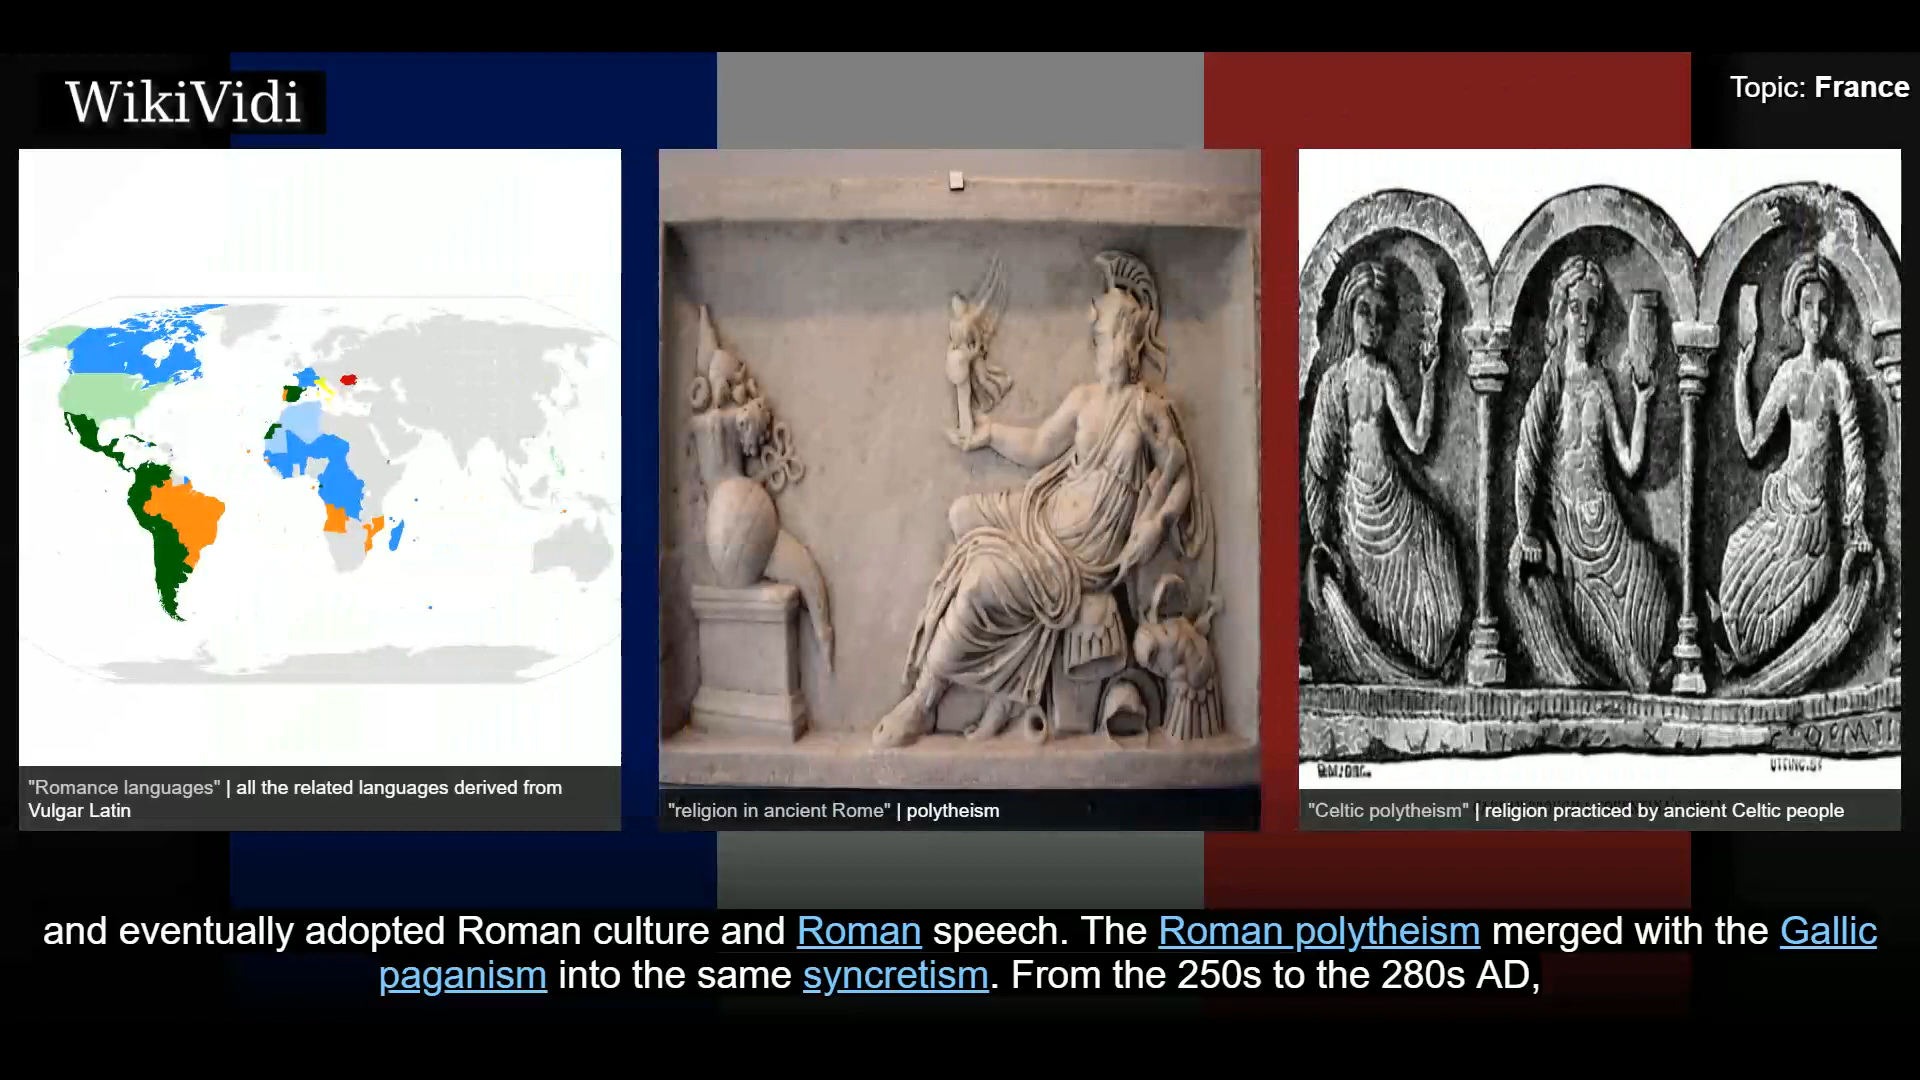 WikiVidi
Topic: France
"Romance languages" | all the related languages derived from
Vulgar Latin
"religion in ancient Rome" | polytheism
"Celtic polytheism" | religion practiced by ancient Celtic people
and eventually adopted Roman culture and Roman speech. The Roman polytheism merged with the Gallic
paganism into the same syncretism. From the 250s to the 280s AD,